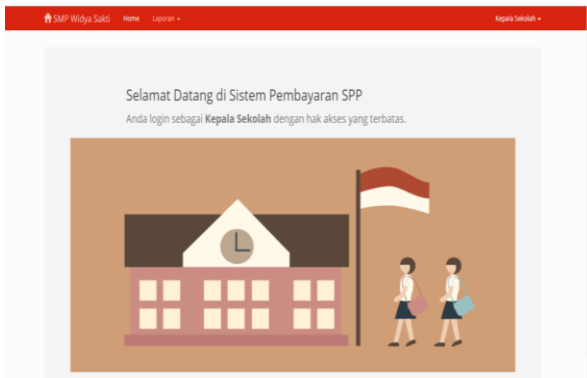 SMP Widya Sakti Home Laporan Kepala Sekolah
Selamat Datang di Sistem Pembayaran SPP
Anda login sebagai Kepala Sekolah dengan hak akses yang terbatas.